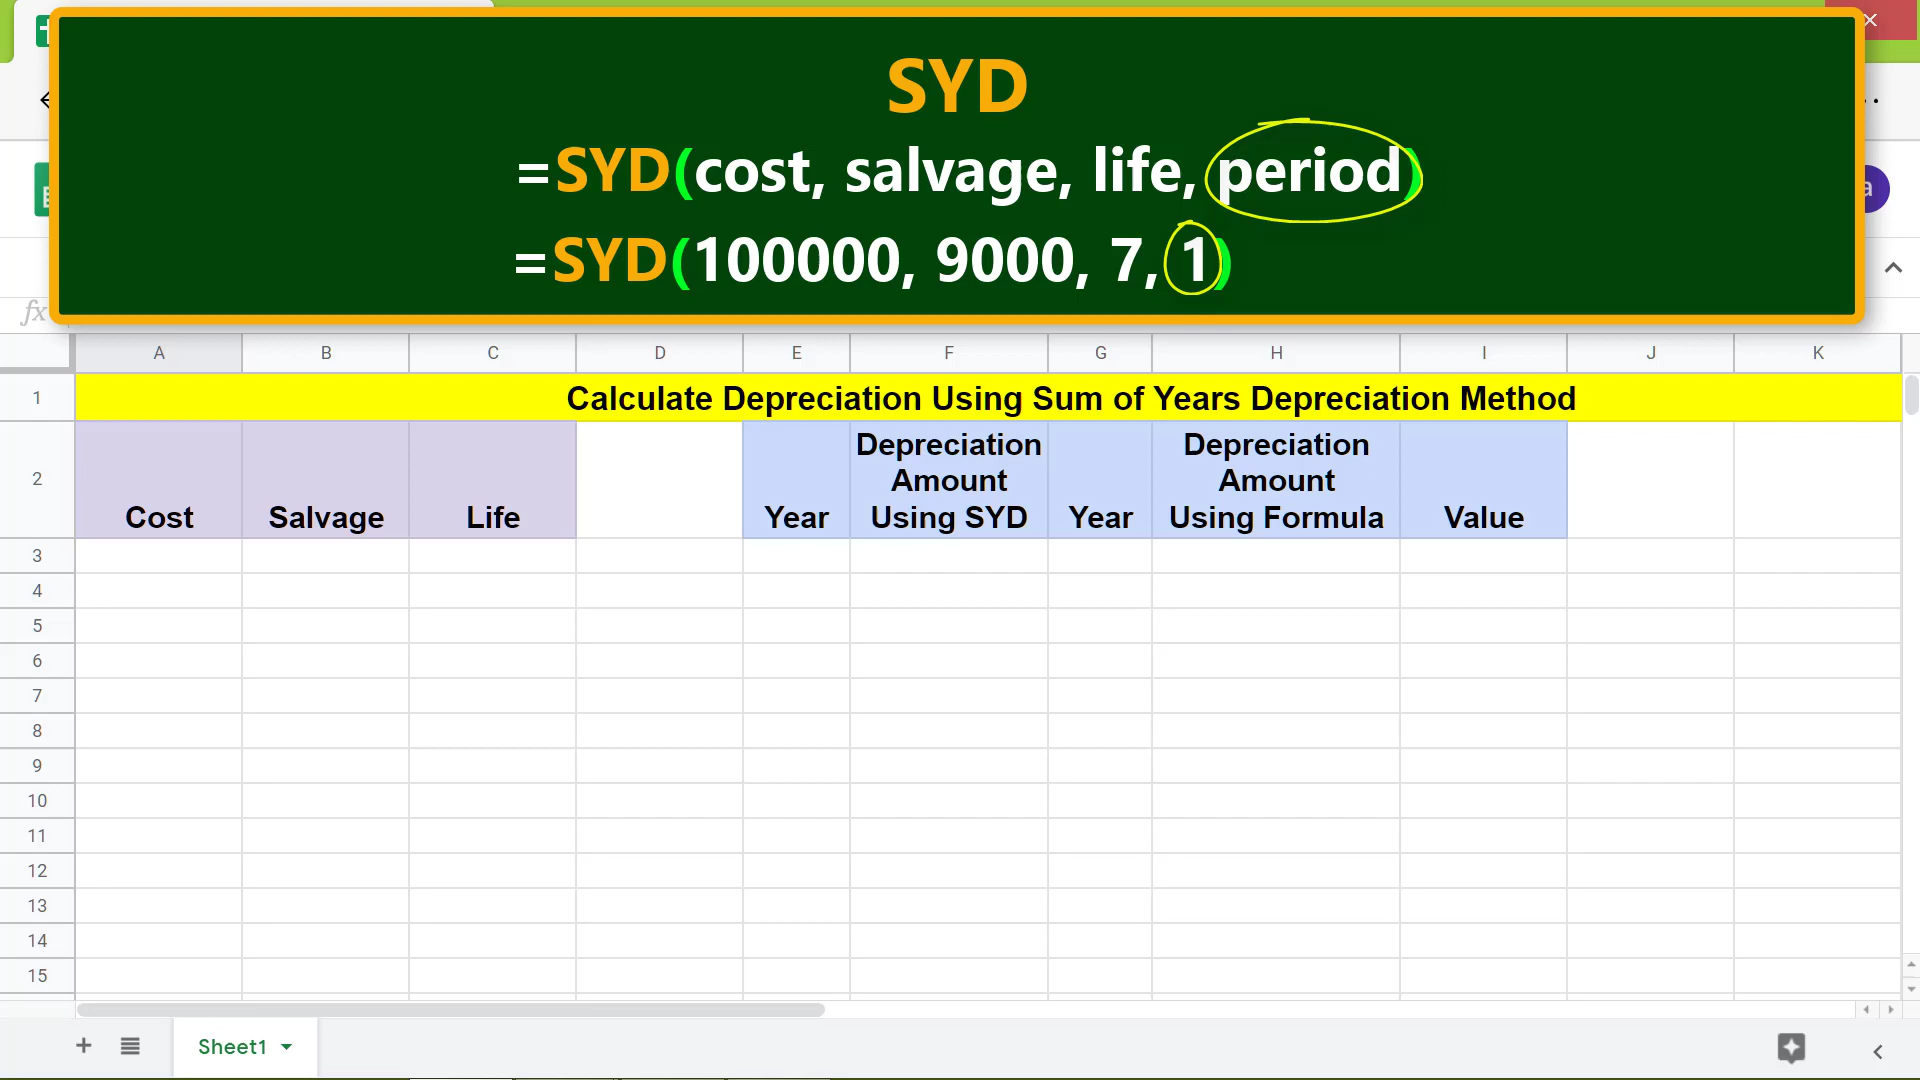 SYD
=SYD(cost, salvage, life, period)
=SYD(100000, 9000, 7, 1)
a
fx
A B C D E F G H I J K
1 Calculate Depreciation Using Sum of Years Depreciation Method
2 Cost Salvage Life Year Depreciation Amount Using SYD Year Depreciation Amount Using Formula Value
3
4
5
6
7
8
9
10
11
12
13
14
15
Sheet1